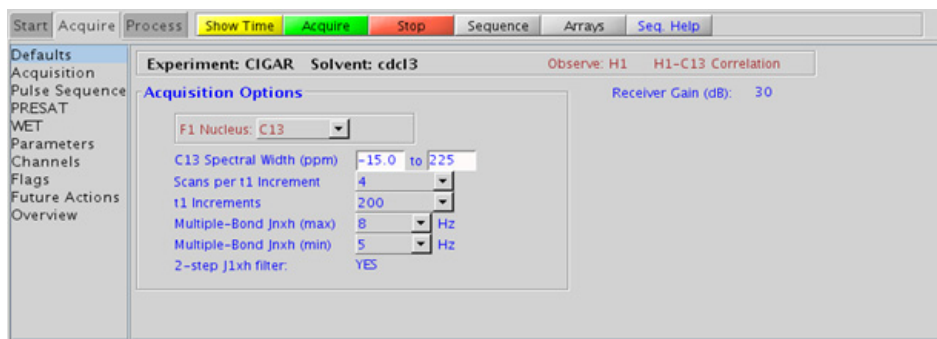 Start Acquire Process Show Time Acquire Stop Sequence Arrays Seq. Help
Defaults
Acquisition
Pulse Sequence
PRESAT
WET
Parameters
Channels
Flags
Future Actions
Overview
Experiment: CIGAR Solvent: cdcl3 Observe: H1 H1-C13 Correlation
Acquisition Options Receiver Gain (dB): 30
F1 Nucleus: C13
C13 Spectral Width (ppm) -15.0 to 225
Scans per t1 Increment 4
t1 Increments 200
Multiple-Bond Jnxh (max) 8 Hz
Multiple-Bond Jnxh (min) 5 Hz
2-step J1xh filter: YES